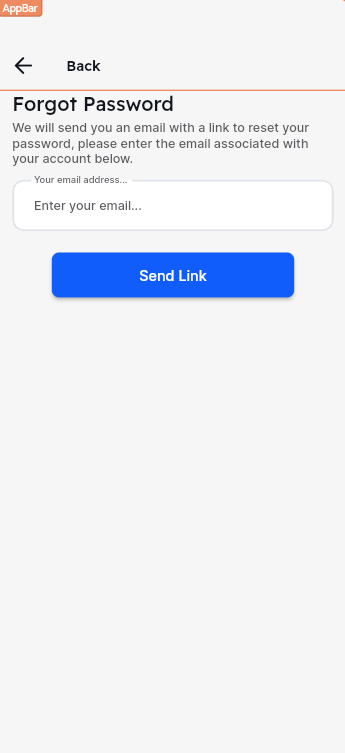 AppBar
Back
Forgot Password
We will send you an email with a link to reset your
password, please enter the email associated with
your account below.
Your email address...
Enter your email...
Send Link